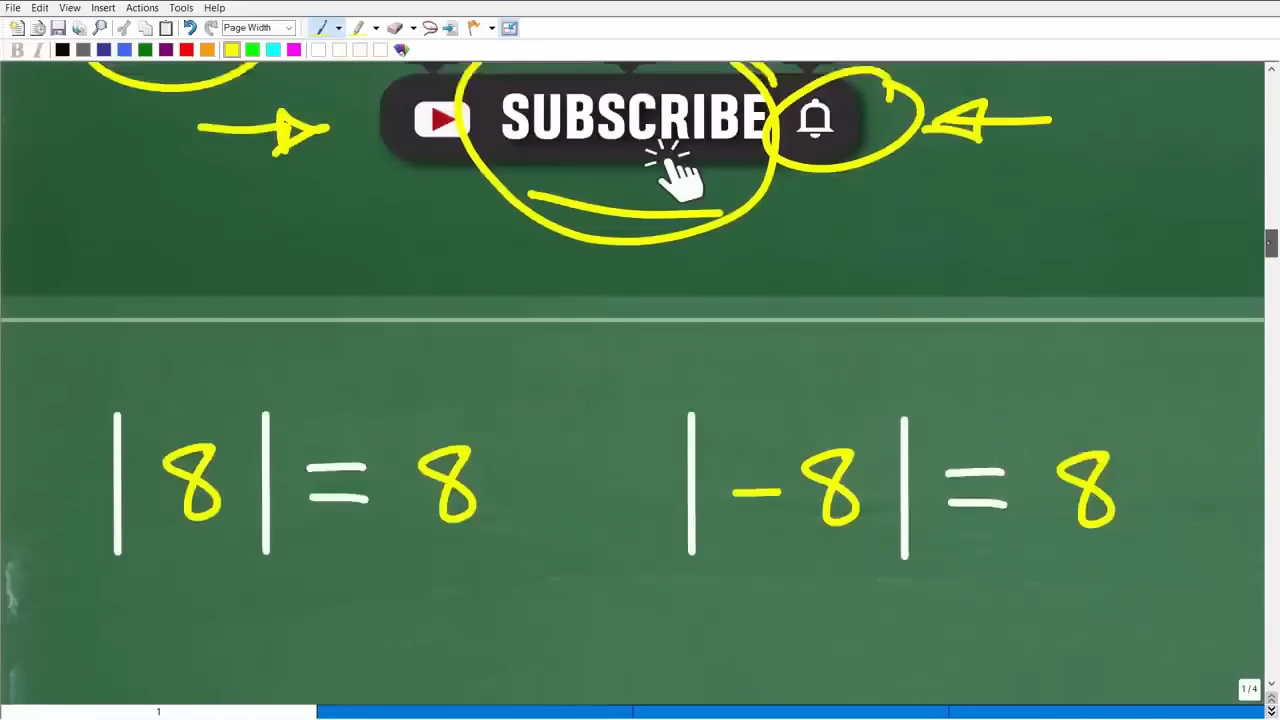 File Edit View Insert Actions Tools Help
Page Width
B I
SUBSCRIBE
|8| = 8 |-8| = 8
1/4
1